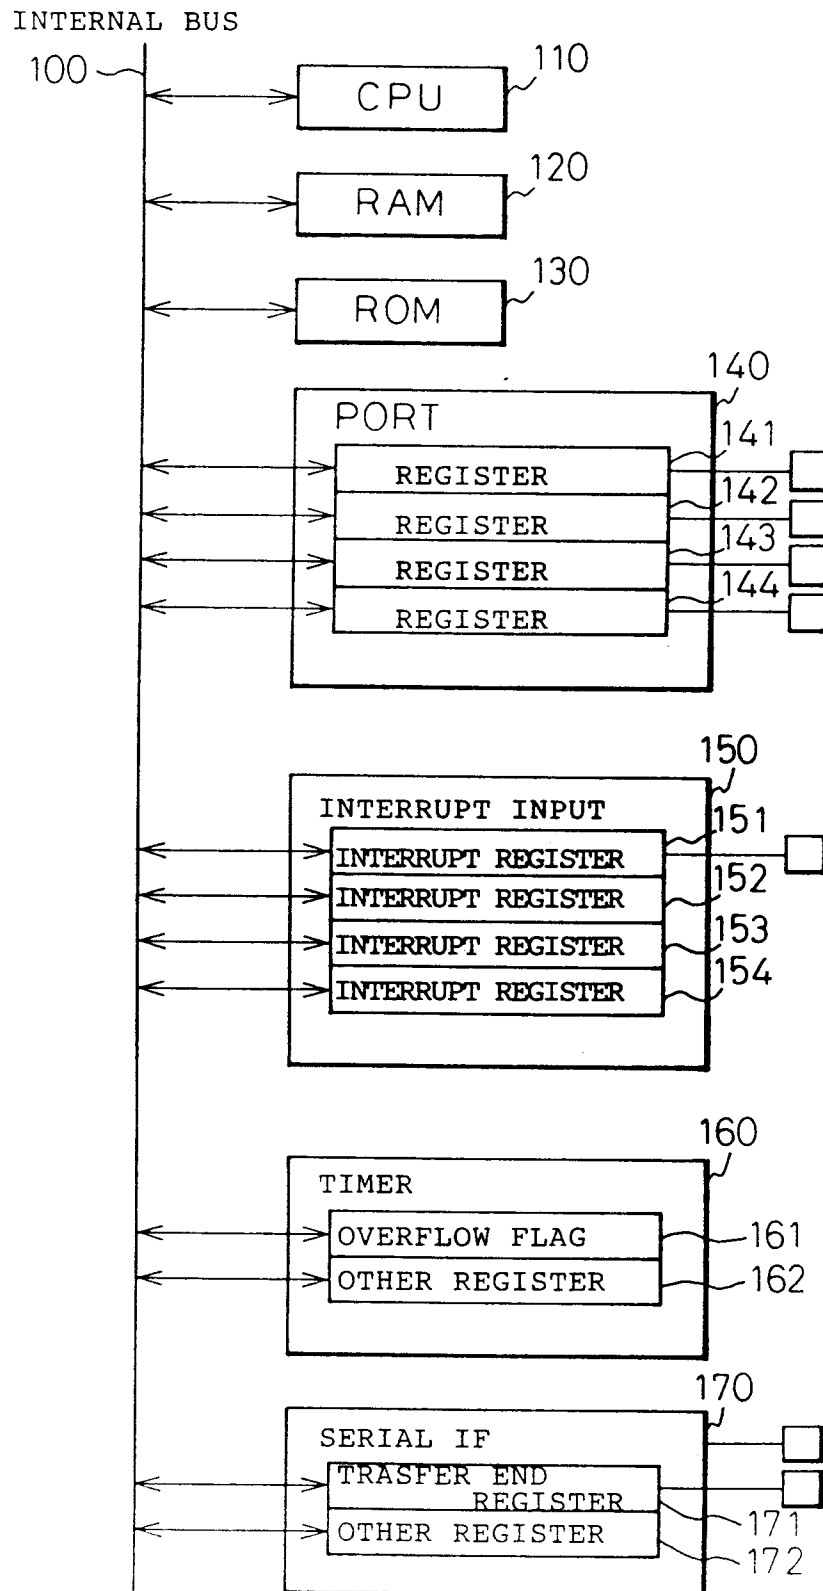 INTERNAL BUS
100
110
CPU
120
RAM
130
ROM
140
PORT
141
REGISTER
142
REGISTER
143
REGISTER
144
REGISTER
150
INTERRUPT INPUT
151
INTERRUPT REGISTER
152
INTERRUPT REGISTER
153
INTERRUPT REGISTER
154
INTERRUPT REGISTER
160
TIMER
OVERFLOW FLAG
161
OTHER REGISTER
162
170
SERIAL IF
TRASFER END
REGISTER
171
OTHER REGISTER
172